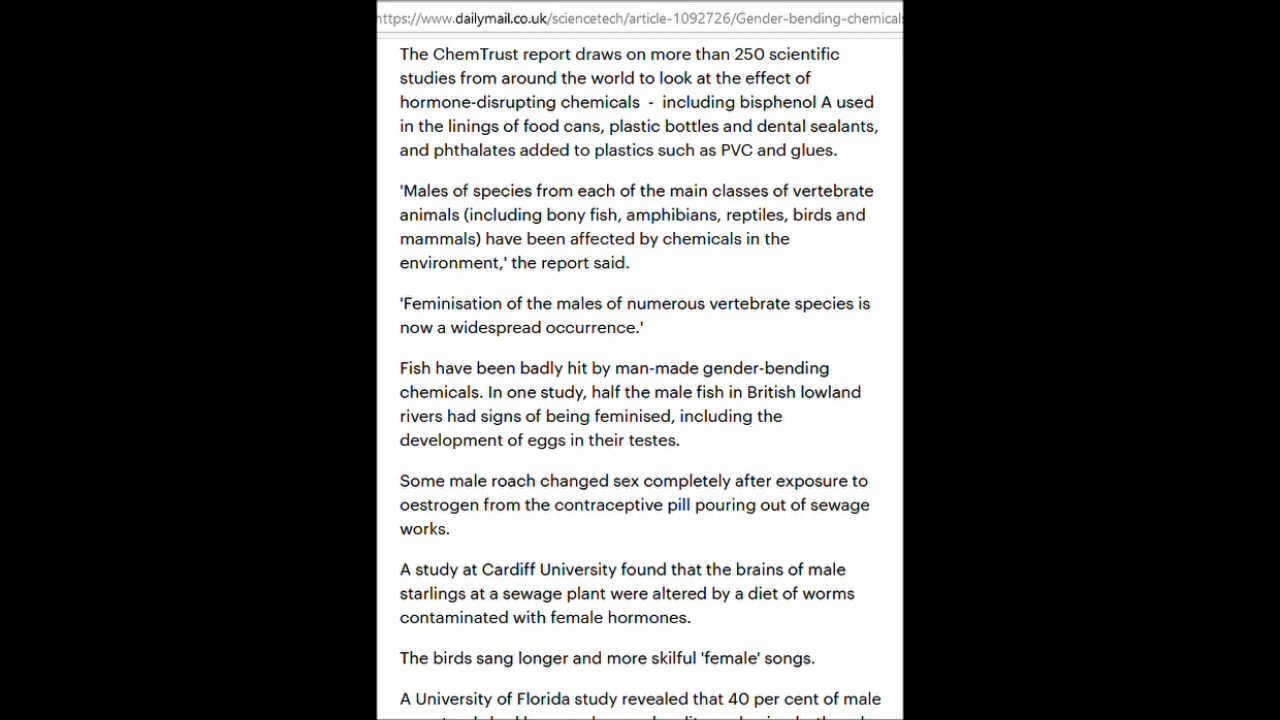 https://www.dailymail.co.uk/sciencetech/article-1092726/Gender-bending-chemicals
The ChemTrust report draws on more than 250 scientific
studies from around the world to look at the effect of
hormone-disrupting chemicals - including bisphenol A used
in the linings of food cans, plastic bottles and dental sealants,
and phthalates added to plastics such as PVC and glues.
'Males of species from each of the main classes of vertebrate
animals (including bony fish, amphibians, reptiles, birds and
mammals) have been affected by chemicals in the
environment,' the report said.
'Feminisation of the males of numerous vertebrate species is
now a widespread occurrence.'
Fish have been badly hit by man-made gender-bending
chemicals. In one study, half the male fish in British lowland
rivers had signs of being feminised, including the
development of eggs in their testes.
Some male roach changed sex completely after exposure to
oestrogen from the contraceptive pill pouring out of sewage
works.
A study at Cardiff University found that the brains of male
starlings at a sewage plant were altered by a diet of worms
contaminated with female hormones.
The birds sang longer and more skilful 'female' songs.
A University of Florida study revealed that 40 per cent of male